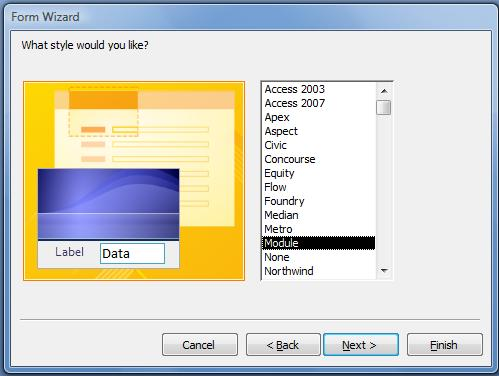 Form Wizard
What style would you like?
Label
Data
Access 2003
Access 2007
Apex
Aspect
Civic
Concourse
Equity
Flow
Foundry
Median
Metro
Module
None
Northwind
Cancel
< Back
Next >
Finish